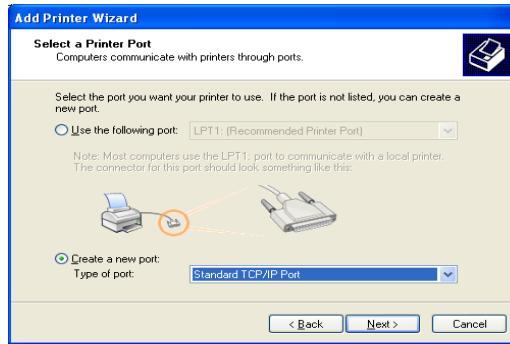 Add Printer Wizard
Select a Printer Port
Computers communicate with printers through ports.
Select the port you want your printer to use. If the port is not listed, you can create a
new port.
Use the following port: LPT1: (Recommended Printer Port)
Note: Most computers use the LPT1: port to communicate with a local printer.
The connector for this port should look something like this:
Create a new port:
Type of port: Standard TCP/IP Port
< Back Next > Cancel